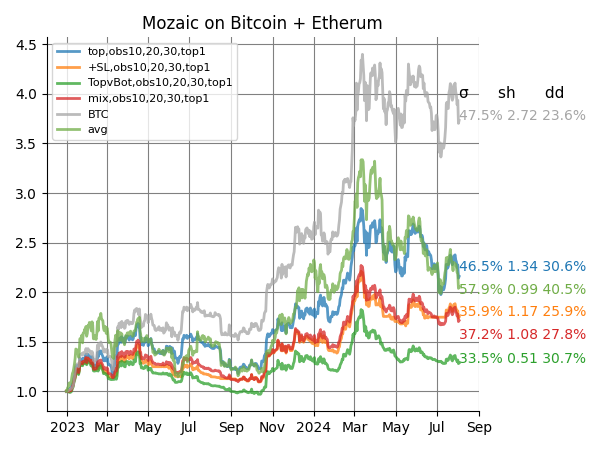 Mozaic on Bitcoin + Etherum
4.5
4.0
3.5
3.0
2.5
2.0
1.5
1.0
top,obs10,20,30,top1
+SL,obs10,20,30,top1
TopvBot,obs10,20,30,top1
mix,obs10,20,30,top1
BTC
avg
σ sh dd
47.5% 2.72 23.6%
46.5% 1.34 30.6%
57.9% 0.99 40.5%
35.9% 1.17 25.9%
37.2% 1.08 27.8%
33.5% 0.51 30.7%
2023 Mar May Jul Sep Nov 2024 Mar May Jul Sep